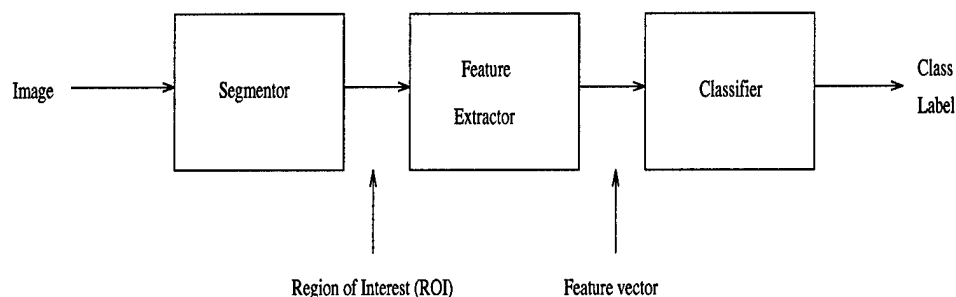 Image
Segmentor
Feature
Extractor
Classifier
Class
Label
Region of Interest (ROI)
Feature vector